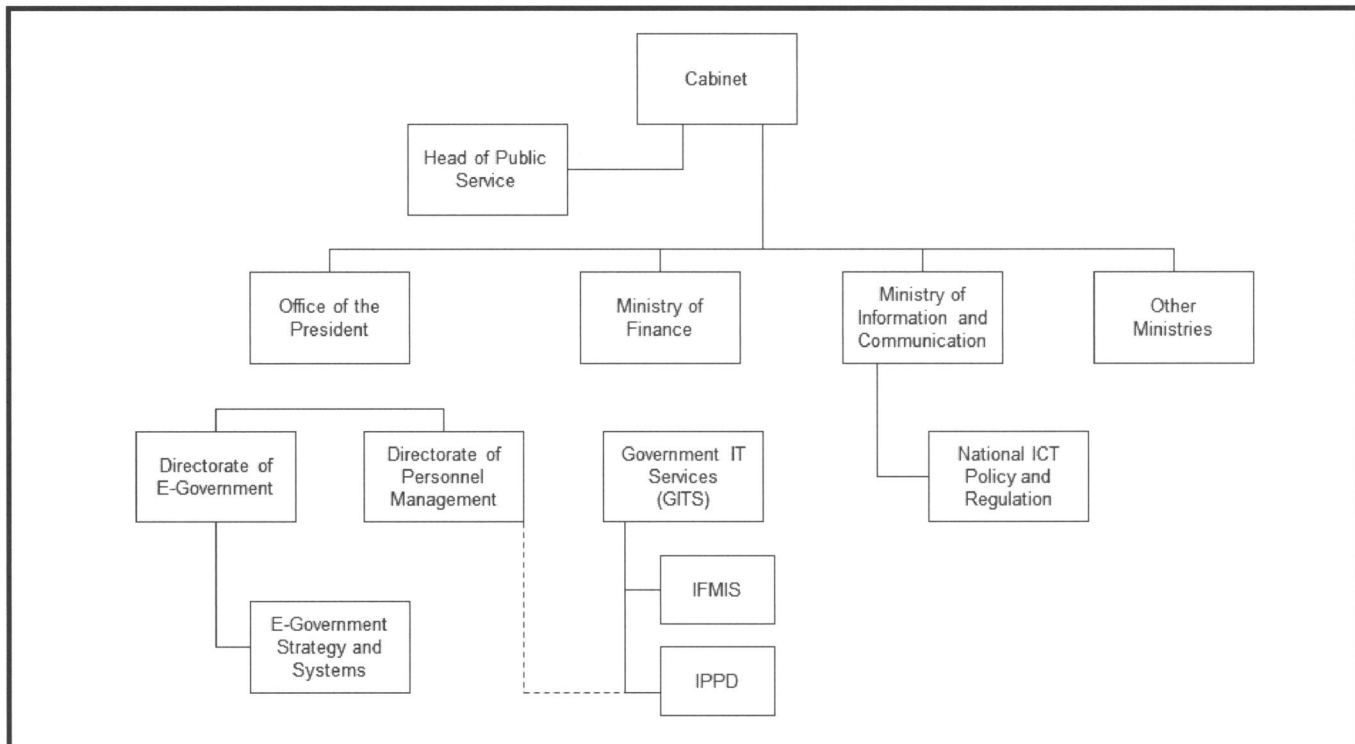 Cabinet
Head of Public
Service
Office of the
President
Ministry of
Finance
Ministry of
Information and
Communication
Other
Ministries
Directorate of
E-Government
Directorate of
Personnel
Management
Government IT
Services
(GITS)
National ICT
Policy and
Regulation
IFMIS
E-Government
Strategy and
Systems
IPPD